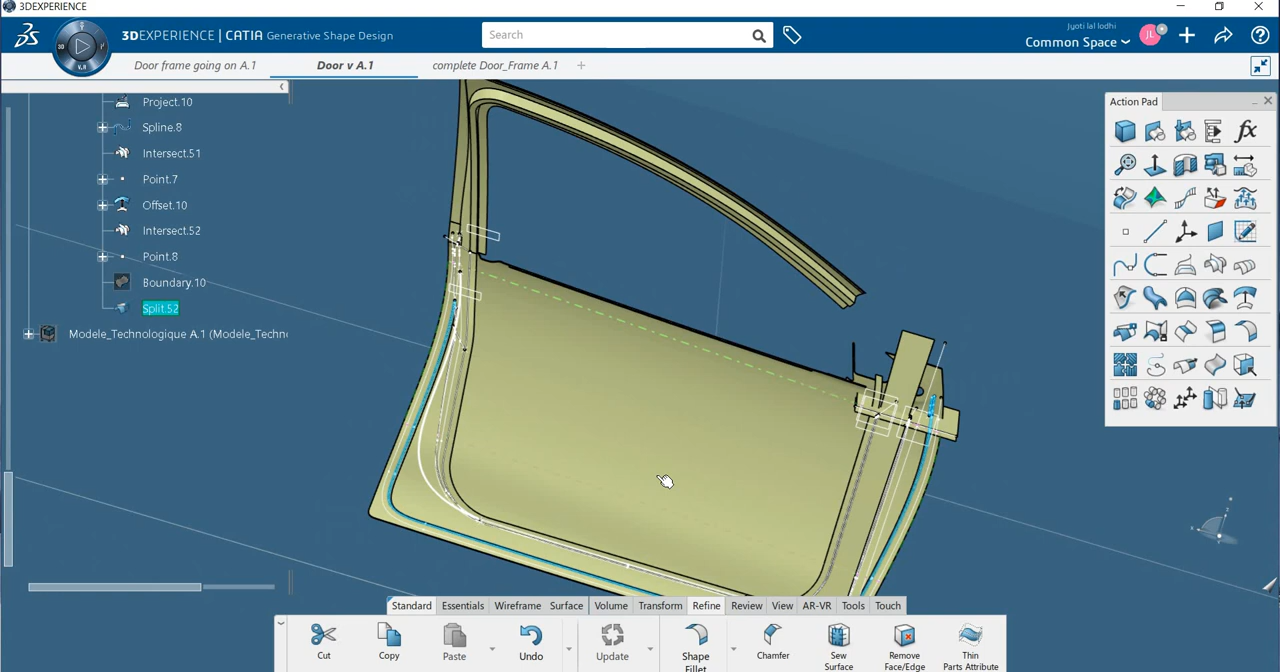 3DEXPERIENCE
3DEXPERIENCE | CATIA Generative Shape Design
Search
Jyoti lal lodhi
Common Space
JL
3D
V.R
Door frame going on A.1
Door v A.1
complete Door_Frame A.1
Action Pad
fx
Project.10
Spline.8
Intersect.51
Point.7
Offset.10
Intersect.52
Point.8
Boundary.10
Split.52
Modele_Technologique A.1 (Modele_Techno
Standard Essentials Wireframe Surface Volume Transform Refine Review View AR-VR Tools Touch
Cut
Copy
Paste
Undo
Update
Shape Fillet
Chamfer
Sew Surface
Remove Face/Edge
Thin Parts Attribute